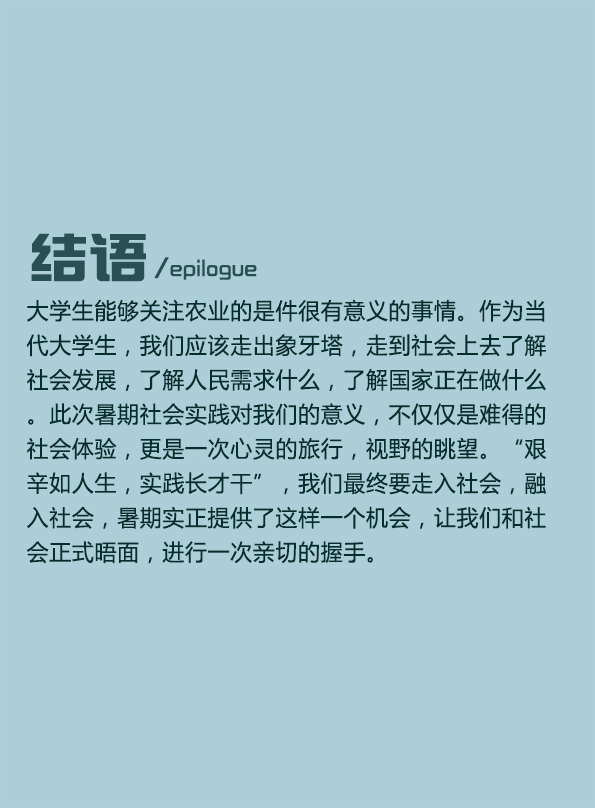 结语 /epilogue
大学生能够关注农业的是件很有意义的事情。作为当
代大学生，我们应该走出象牙塔，走到社会上去了解
社会发展，了解人民需求什么，了解国家正在做什么
。此次暑期社会实践对我们的意义，不仅仅是难得的
社会体验，更是一次心灵的旅行，视野的眺望。“艰
辛如人生，实践长才干”，我们最终要走入社会，融
入社会，暑期实正提供了这样一个机会，让我们和社
会正式晤面，进行一次亲切的握手。